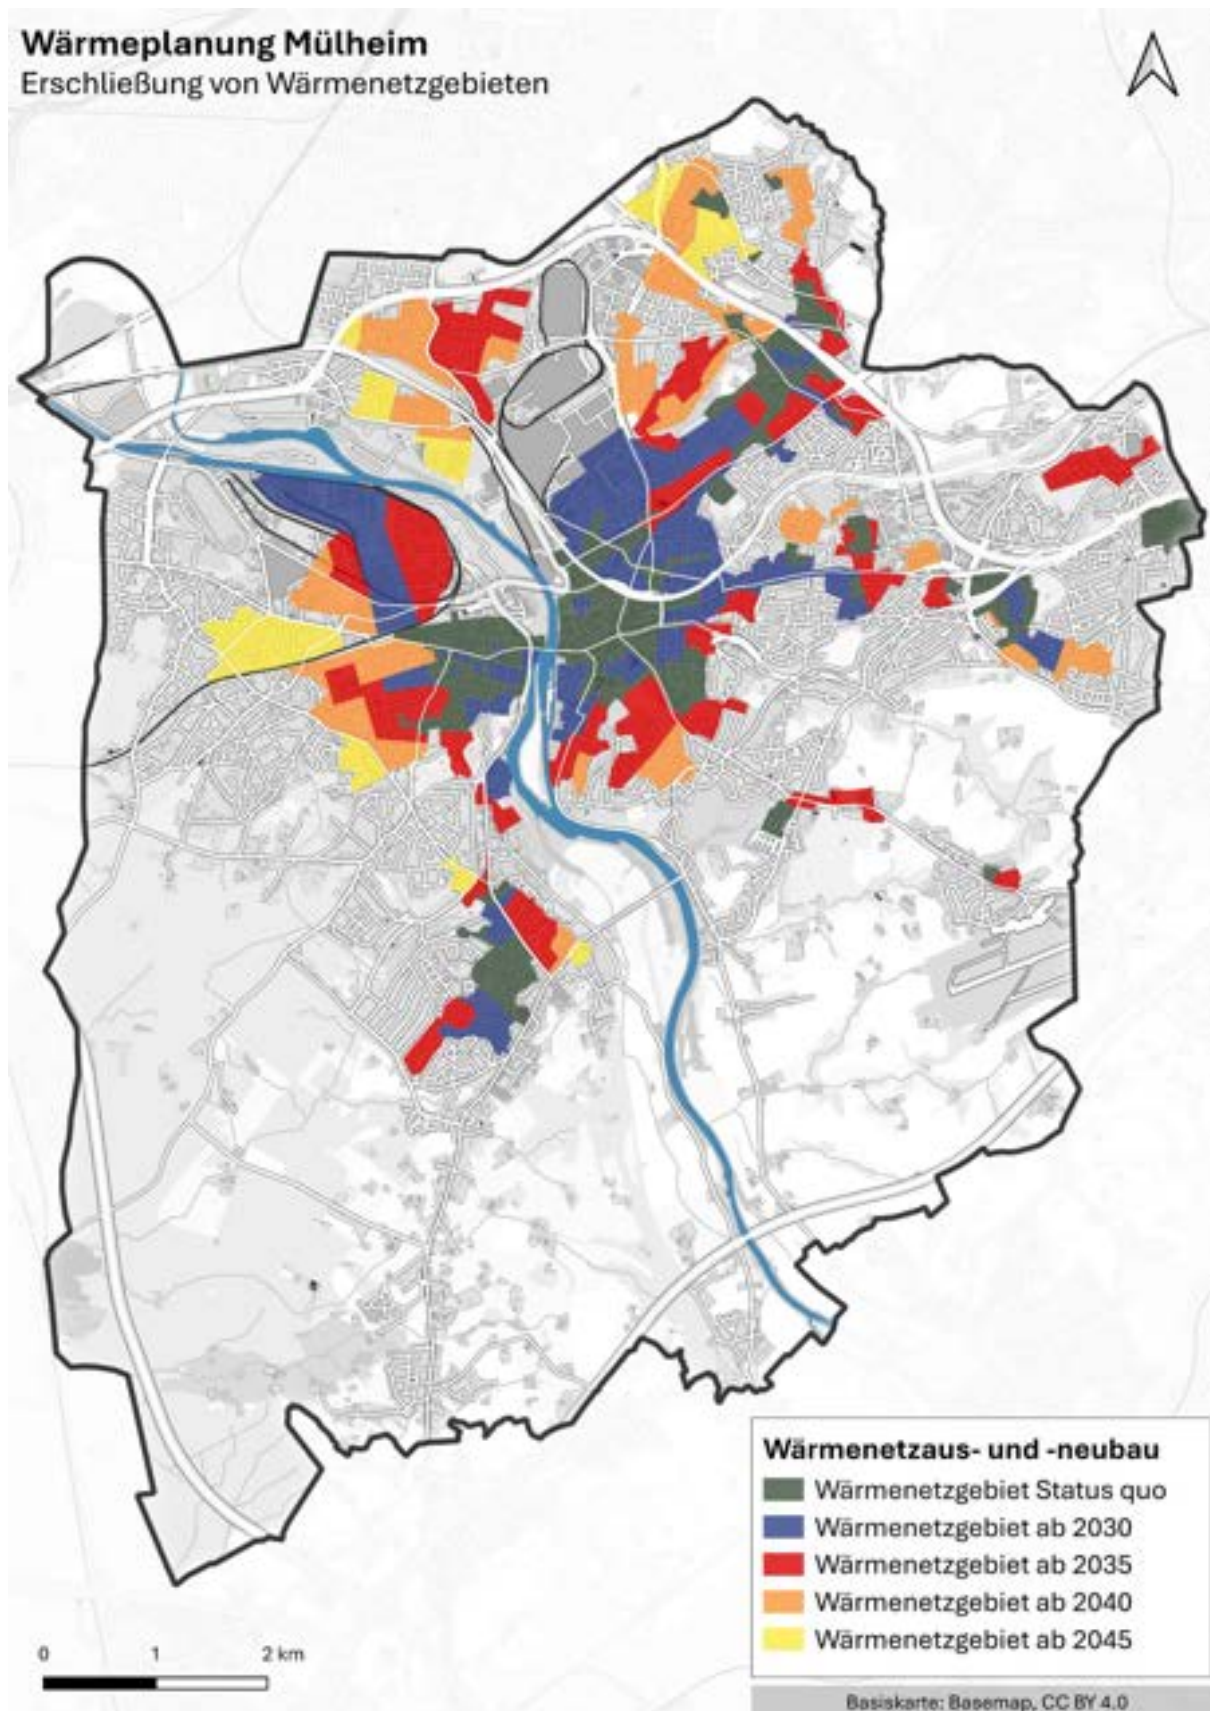 Wärmeplanung Mülheim
Erschließung von Wärmenetzgebieten
Wärmenetzaus- und -neubau
Wärmenetzgebiet Status quo
Wärmenetzgebiet ab 2030
Wärmenetzgebiet ab 2035
Wärmenetzgebiet ab 2040
Wärmenetzgebiet ab 2045
0 1 2 km
Basiskarte: Basemap, CC BY 4.0